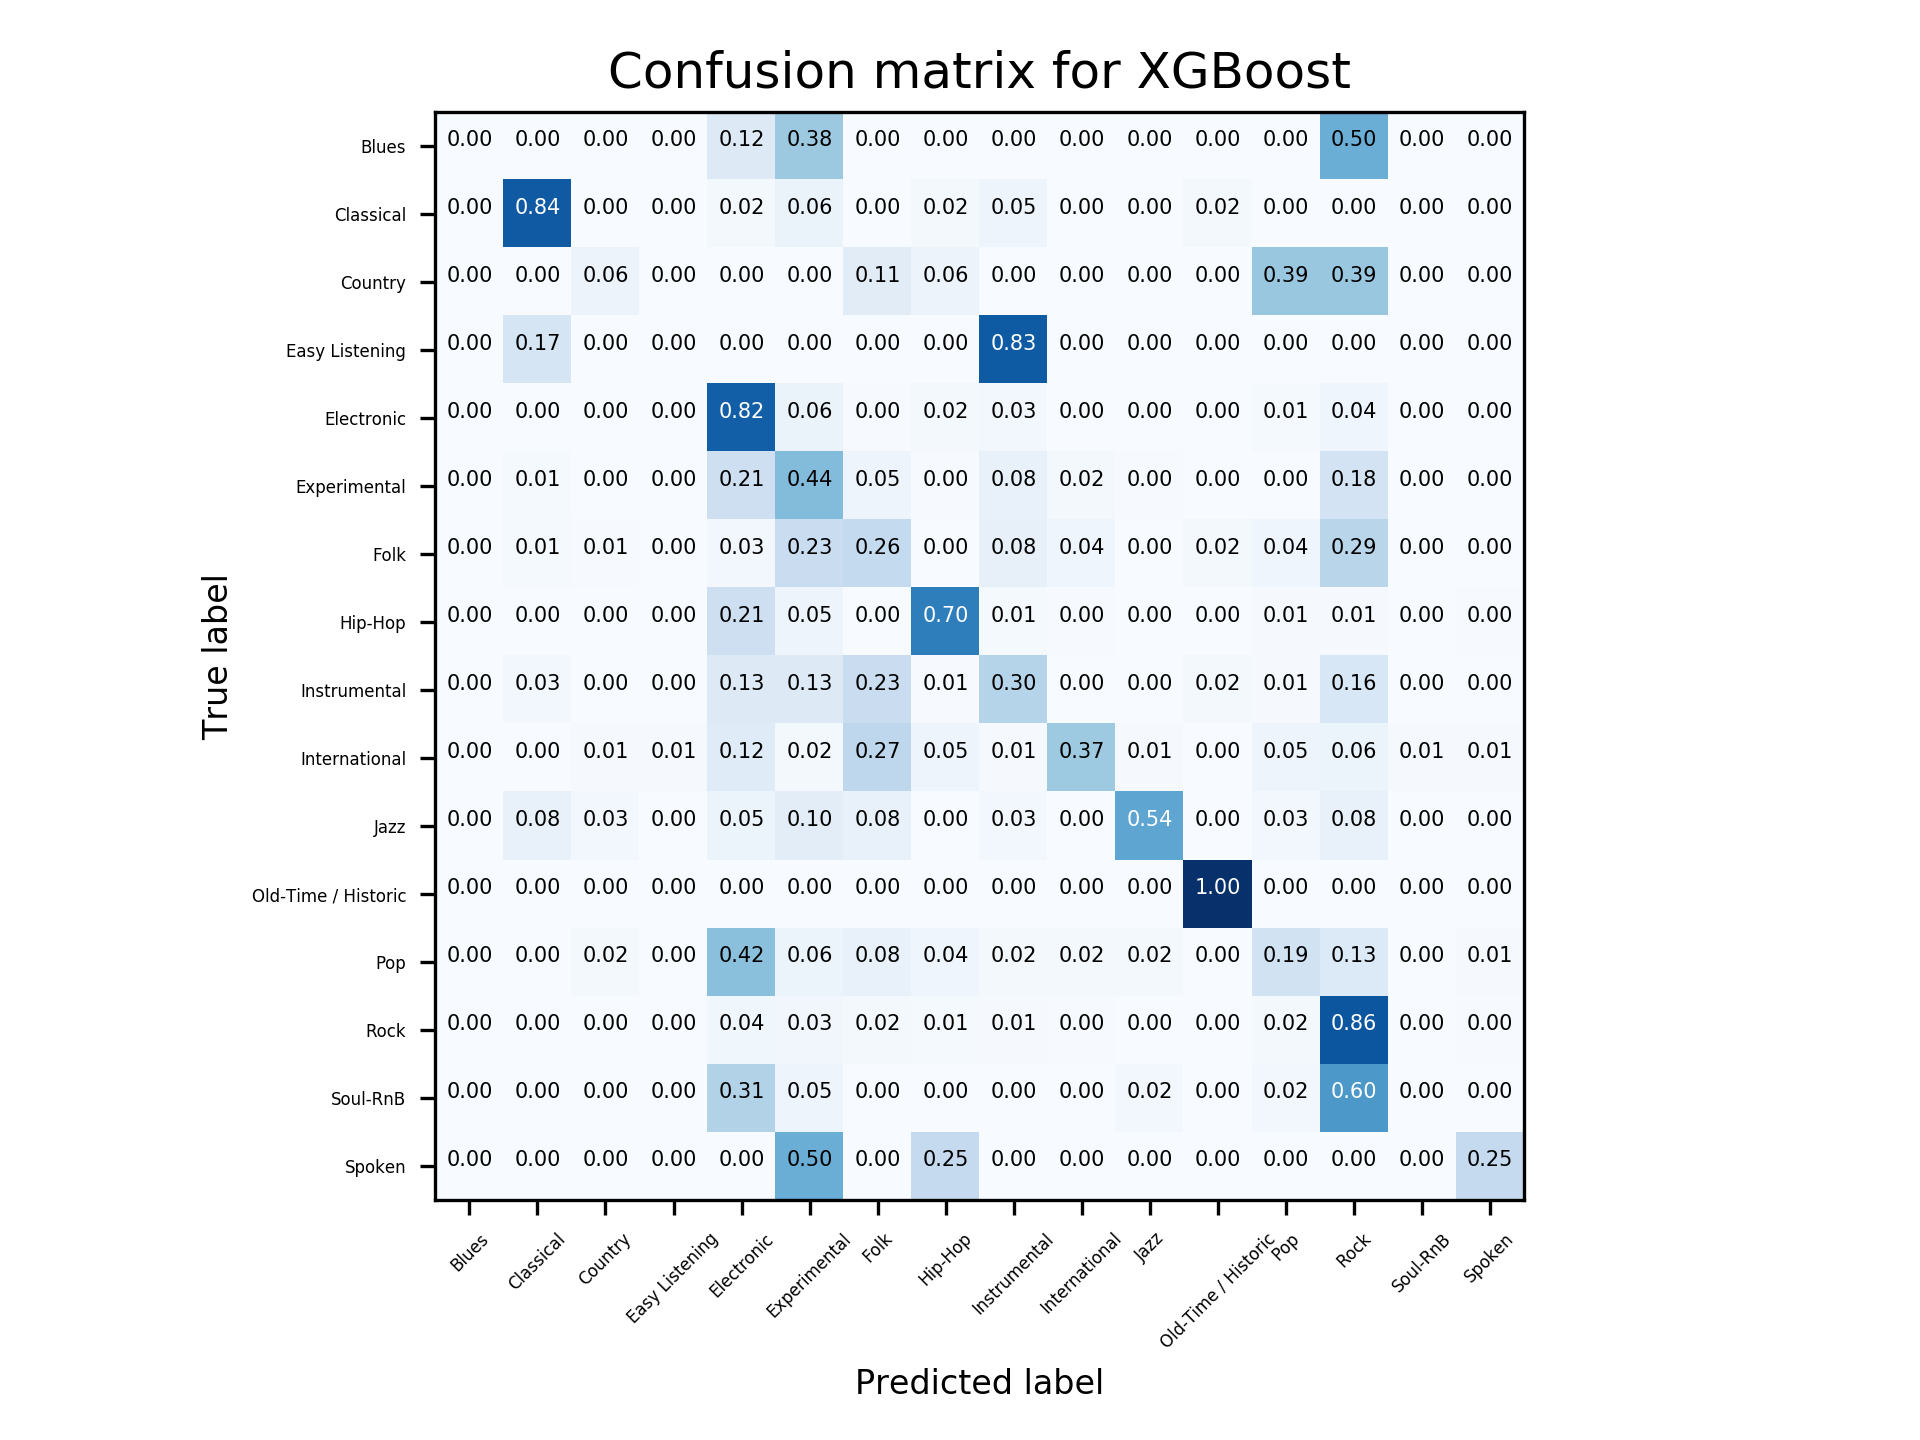 Confusion matrix for XGBoost
Blues 0.00 0.00 0.00 0.00 0.12 0.38 0.00 0.00 0.00 0.00 0.00 0.00 0.00 0.50 0.00 0.00
Classical 0.00 0.84 0.00 0.00 0.02 0.06 0.00 0.02 0.05 0.00 0.00 0.02 0.00 0.00 0.00 0.00
Country 0.00 0.00 0.06 0.00 0.00 0.00 0.11 0.06 0.00 0.00 0.00 0.00 0.39 0.39 0.00 0.00
Easy Listening 0.00 0.17 0.00 0.00 0.00 0.00 0.00 0.00 0.83 0.00 0.00 0.00 0.00 0.00 0.00 0.00
Electronic 0.00 0.00 0.00 0.00 0.82 0.06 0.00 0.02 0.03 0.00 0.00 0.00 0.01 0.04 0.00 0.00
Experimental 0.00 0.01 0.00 0.00 0.21 0.44 0.05 0.00 0.08 0.02 0.00 0.00 0.00 0.18 0.00 0.00
Folk 0.00 0.01 0.01 0.00 0.03 0.23 0.26 0.00 0.08 0.04 0.00 0.02 0.04 0.29 0.00 0.00
Hip-Hop 0.00 0.00 0.00 0.00 0.21 0.05 0.00 0.70 0.01 0.00 0.00 0.00 0.01 0.01 0.00 0.00
Instrumental 0.00 0.03 0.00 0.00 0.13 0.13 0.23 0.01 0.30 0.00 0.00 0.02 0.01 0.16 0.00 0.00
International 0.00 0.00 0.01 0.01 0.12 0.02 0.27 0.05 0.01 0.37 0.01 0.00 0.05 0.06 0.01 0.01
Jazz 0.00 0.08 0.03 0.00 0.05 0.10 0.08 0.00 0.03 0.00 0.54 0.00 0.03 0.08 0.00 0.00
Old-Time / Historic 0.00 0.00 0.00 0.00 0.00 0.00 0.00 0.00 0.00 0.00 0.00 1.00 0.00 0.00 0.00 0.00
Pop 0.00 0.00 0.02 0.00 0.42 0.06 0.08 0.04 0.02 0.02 0.02 0.00 0.19 0.13 0.00 0.01
Rock 0.00 0.00 0.00 0.00 0.04 0.03 0.02 0.01 0.01 0.00 0.00 0.00 0.02 0.86 0.00 0.00
Soul-RnB 0.00 0.00 0.00 0.00 0.31 0.05 0.00 0.00 0.00 0.00 0.02 0.00 0.02 0.60 0.00 0.00
Spoken 0.00 0.00 0.00 0.00 0.00 0.50 0.00 0.25 0.00 0.00 0.00 0.00 0.00 0.00 0.00 0.25
True label
Blues Classical Country Easy Listening Electronic Experimental Folk Hip-Hop Instrumental International Jazz Old-Time / Historic Pop Rock Soul-RnB Spoken
Predicted label